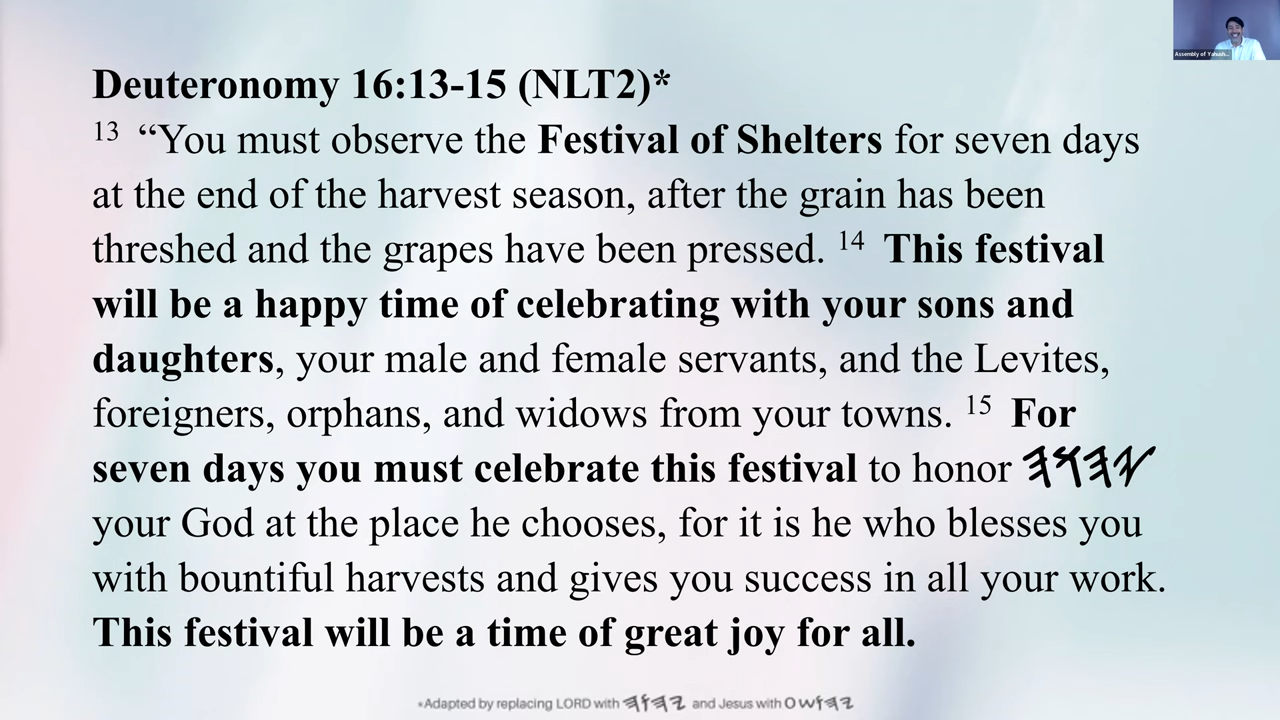 Assembly of Yahush...
Deuteronomy 16:13-15 (NLT2)*
13 “You must observe the Festival of Shelters for seven days
at the end of the harvest season, after the grain has been
threshed and the grapes have been pressed. 14 This festival
will be a happy time of celebrating with your sons and
daughters, your male and female servants, and the Levites,
foreigners, orphans, and widows from your towns. 15 For
seven days you must celebrate this festival to honor 𐤉𐤄𐤅𐤄
your God at the place he chooses, for it is he who blesses you
with bountiful harvests and gives you success in all your work.
This festival will be a time of great joy for all.
*Adapted by replacing LORD with 𐤉𐤄𐤅𐤄 and Jesus with 𐤉𐤄𐤅𐤔𐤏